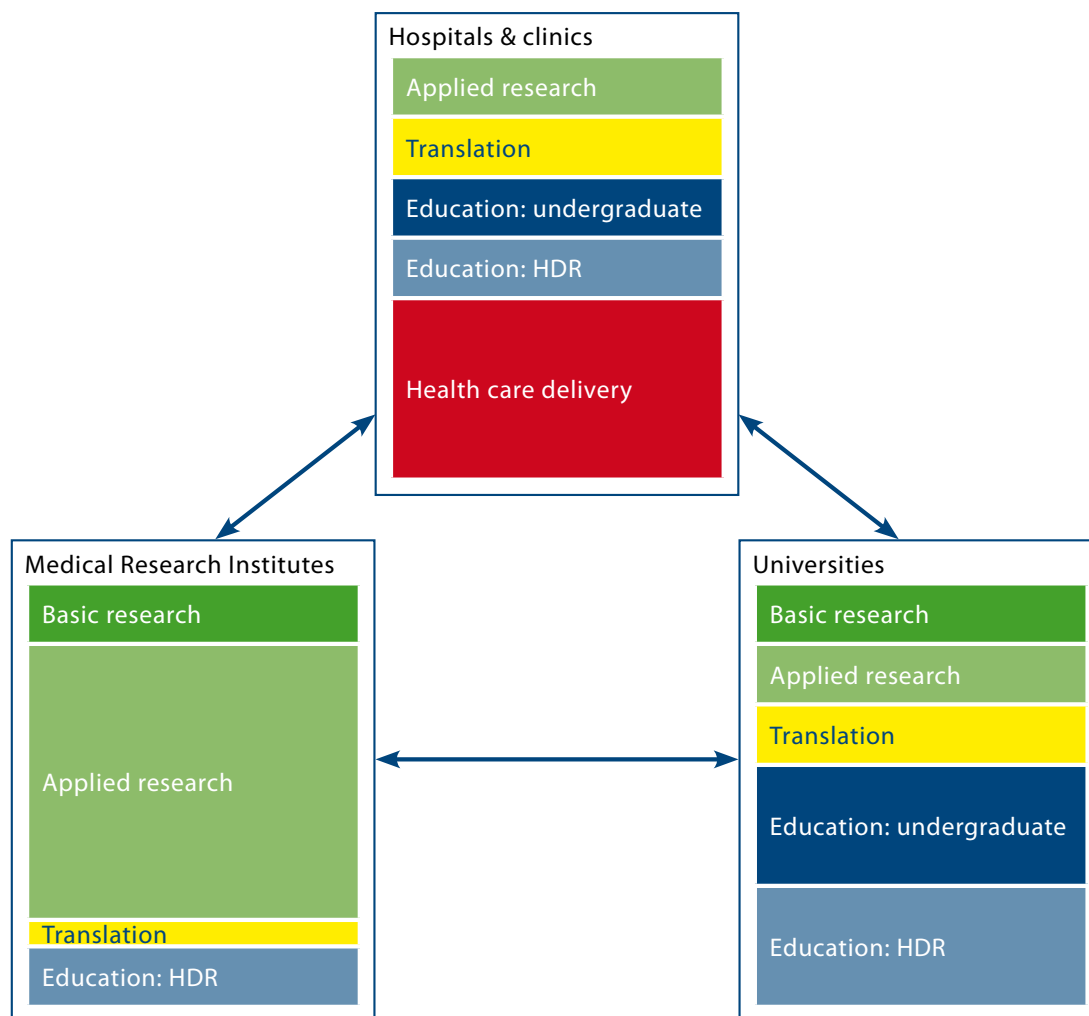 Hospitals & clinics
Applied research
Translation
Education: undergraduate
Education: HDR
Health care delivery
Medical Research Institutes
Basic research
Applied research
Translation
Education: HDR
Universities
Basic research
Applied research
Translation
Education: undergraduate
Education: HDR